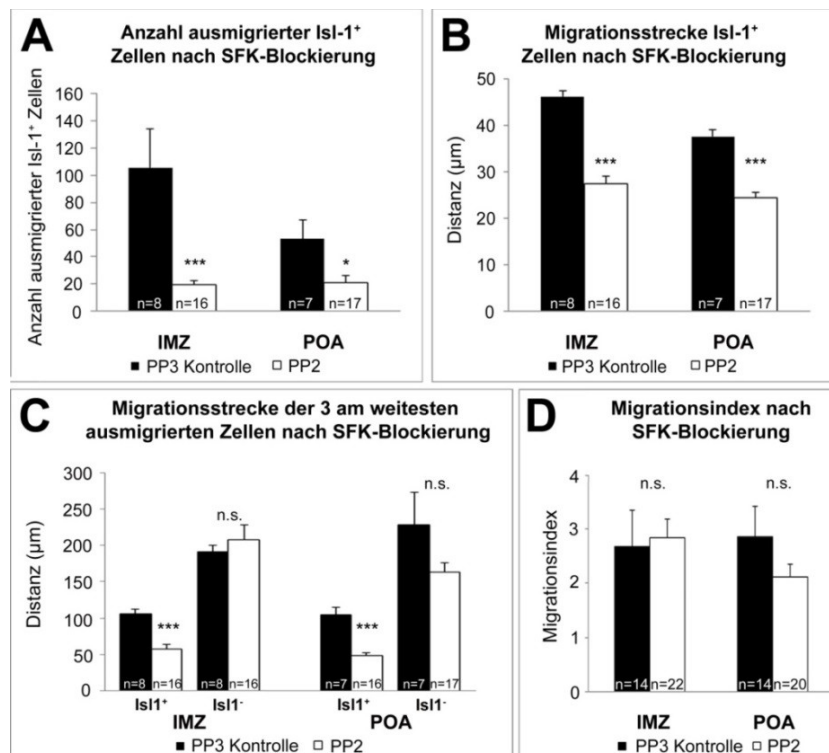 A
Anzahl ausmigrierter Isl-1⁺
Zellen nach SFK-Blockierung
Anzahl ausmigrierter Isl-1⁺ Zellen
160
140
120
100
80
60
40
20
0
***
*
n=8 n=16 n=7 n=17
IMZ POA
■ PP3 Kontrolle □ PP2
B
Migrationsstrecke Isl-1⁺
Zellen nach SFK-Blockierung
Distanz (µm)
50
40
30
20
10
0
*** ***
n=8 n=16 n=7 n=17
IMZ POA
■ PP3 Kontrolle □ PP2
C
Migrationsstrecke der 3 am weitesten
ausmigrierten Zellen nach SFK-Blockierung
Distanz (µm)
300
250
200
150
100
50
0
n.s. n.s.
*** ***
n=8 n=16 n=8 n=16 n=7 n=16 n=7 n=17
Isl1⁺ Isl1⁻ Isl1⁺ Isl1⁻
IMZ POA
■ PP3 Kontrolle □ PP2
D
Migrationsindex nach
SFK-Blockierung
Migrationsindex
4
3
2
1
0
n.s. n.s.
n=14 n=22 n=14 n=20
IMZ POA
■ PP3 Kontrolle □ PP2